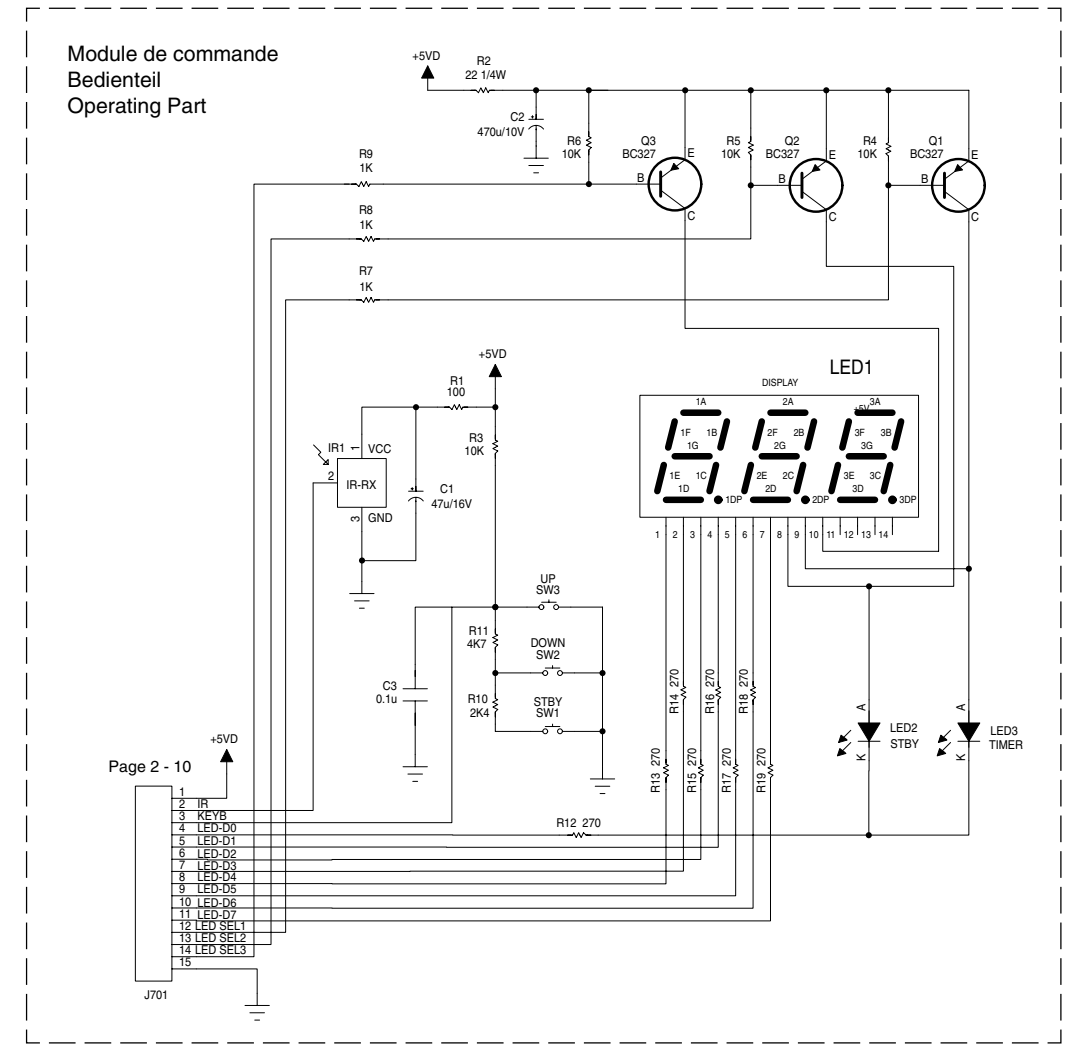 Module de commande
Bedienteil
Operating Part
+5VD
R2
22 1/4W
C2
470u/10V
R6
10K
Q3
BC327
E
B
C
R5
10K
Q2
BC327
E
B
C
R4
10K
Q1
BC327
E
B
C
R9
1K
R8
1K
R7
1K
+5VD
R1
100
R3
10K
IR1
1
VCC
2
IR-RX
3
GND
C1
47u/16V
LED1
DISPLAY
+5V
1A 2A 3A
1F 1B 2F 2B 3F 3B
1G 2G 3G
1E 1C 2E 2C 3E 3C
1D 1DP 2D 2DP 3D 3DP
1 2 3 4 5 6 7 8 9 10 11 12 13 14
UP
SW3
R11
4K7
DOWN
SW2
C3
0.1u
R10
2K4
STBY
SW1
R14 270
R16 270
R18 270
R13 270
R15 270
R17 270
R19 270
A
K
LED2
STBY
A
K
LED3
TIMER
+5VD
Page 2 - 10
R12 270
1
2 IR
3 KEYB
4 LED-D0
5 LED-D1
6 LED-D2
7 LED-D3
8 LED-D4
9 LED-D5
10 LED-D6
11 LED-D7
12 LED SEL1
13 LED SEL2
14 LED SEL3
15
J701